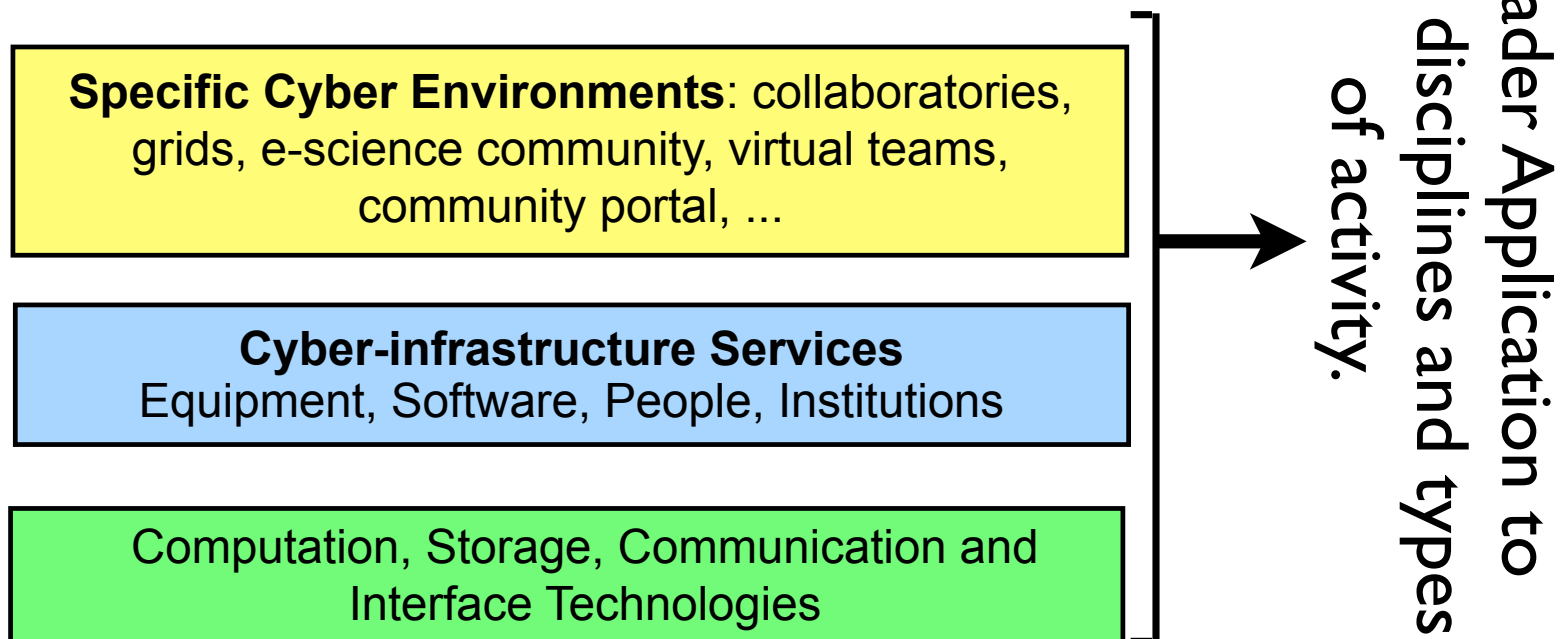 Specific Cyber Environments: collaboratories,
grids, e-science community, virtual teams,
community portal, ...
Cyber-infrastructure Services
Equipment, Software, People, Institutions
Computation, Storage, Communication and
Interface Technologies
Application to
disciplines and types
of activity.